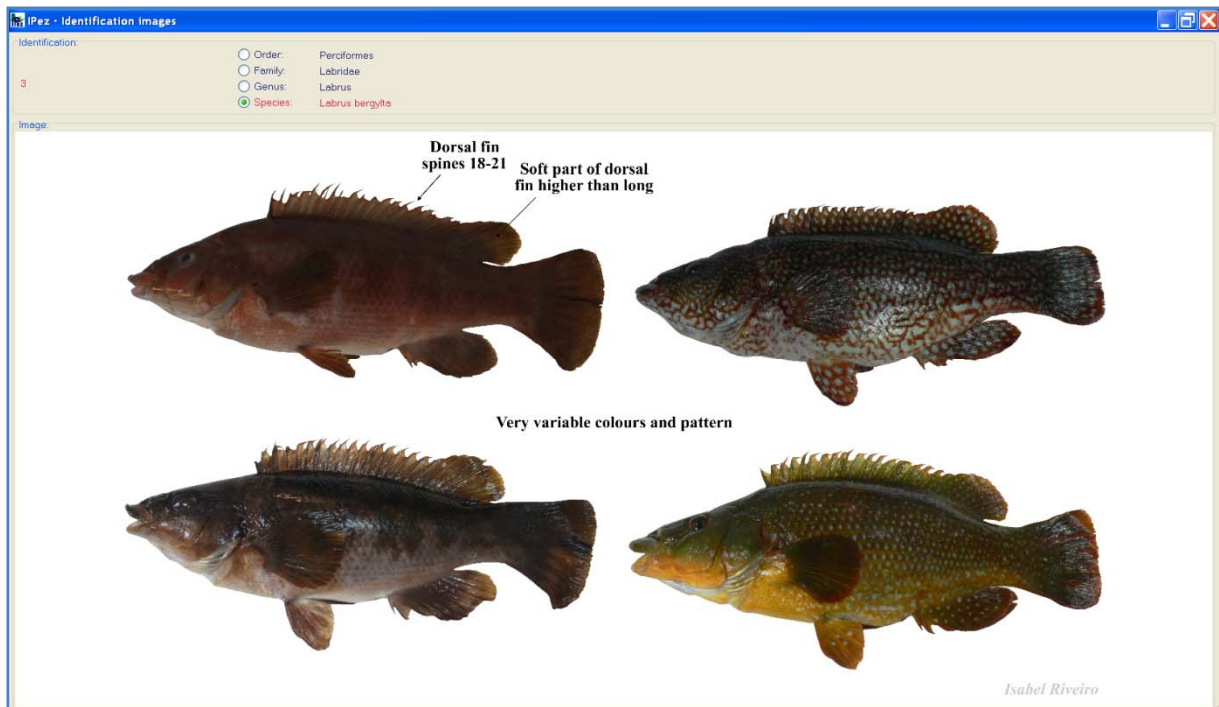 IPez - Identification images
Identification:
3
Order: Perciformes
Family: Labridae
Genus: Labrus
Species: Labrus bergylta
Image:
Dorsal fin
spines 18-21
Soft part of dorsal
fin higher than long
Very variable colours and pattern
Isabel Riveiro